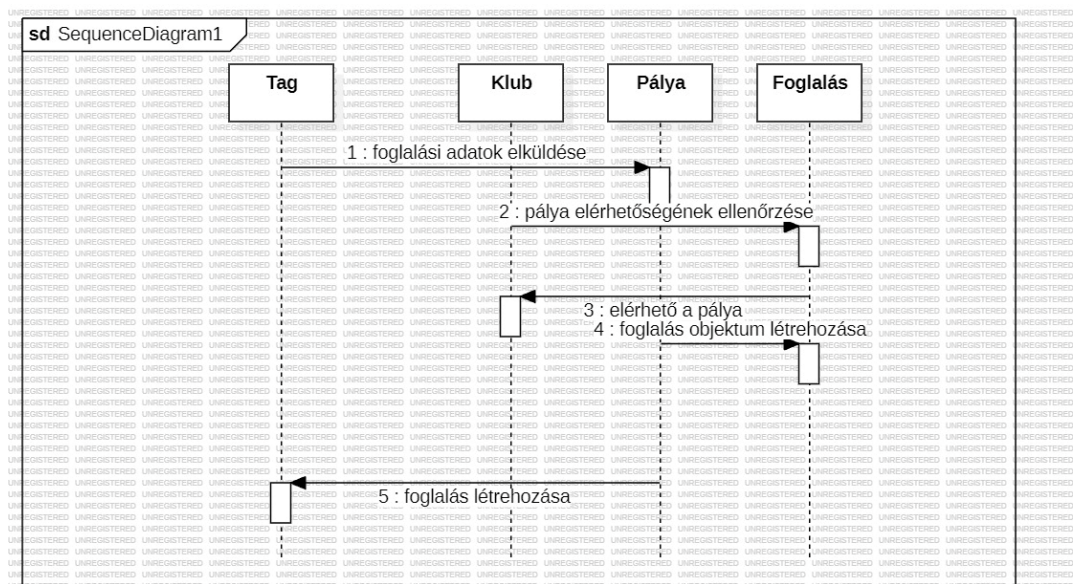 sd SequenceDiagram1
Tag
Klub
Pálya
Foglalás
1 : foglalási adatok elküldése
2 : pálya elérhetőségének ellenőrzése
3 : elérhető a pálya
4 : foglalás objektum létrehozása
5 : foglalás létrehozása
UNREGISTERED